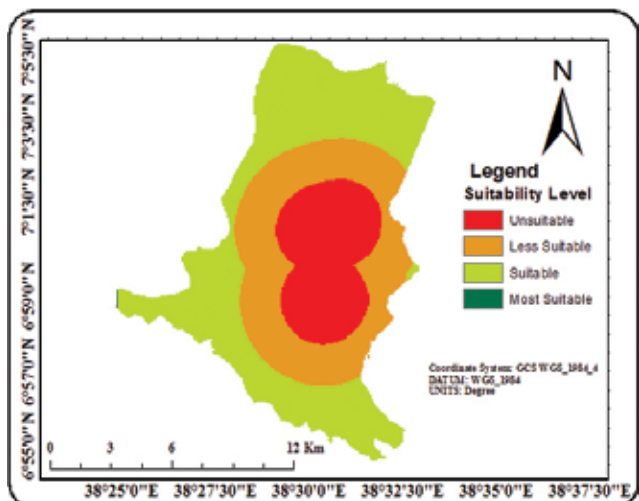 7°5'30"N
7°3'30"N
7°1'30"N
6°59'0"N
6°57'0"N
6°55'0"N
N
Legend
Suitability Level
Unsuitable
Less Suitable
Suitable
Most Suitable
Coordinate System: GCS WGS_1984_4
DATUM: WGS_1984
UNITS: Degree
0 3 6 12 Km
38°25'0"E 38°27'30"E 38°30'0"E 38°32'30"E 38°35'0"E 38°37'30"E